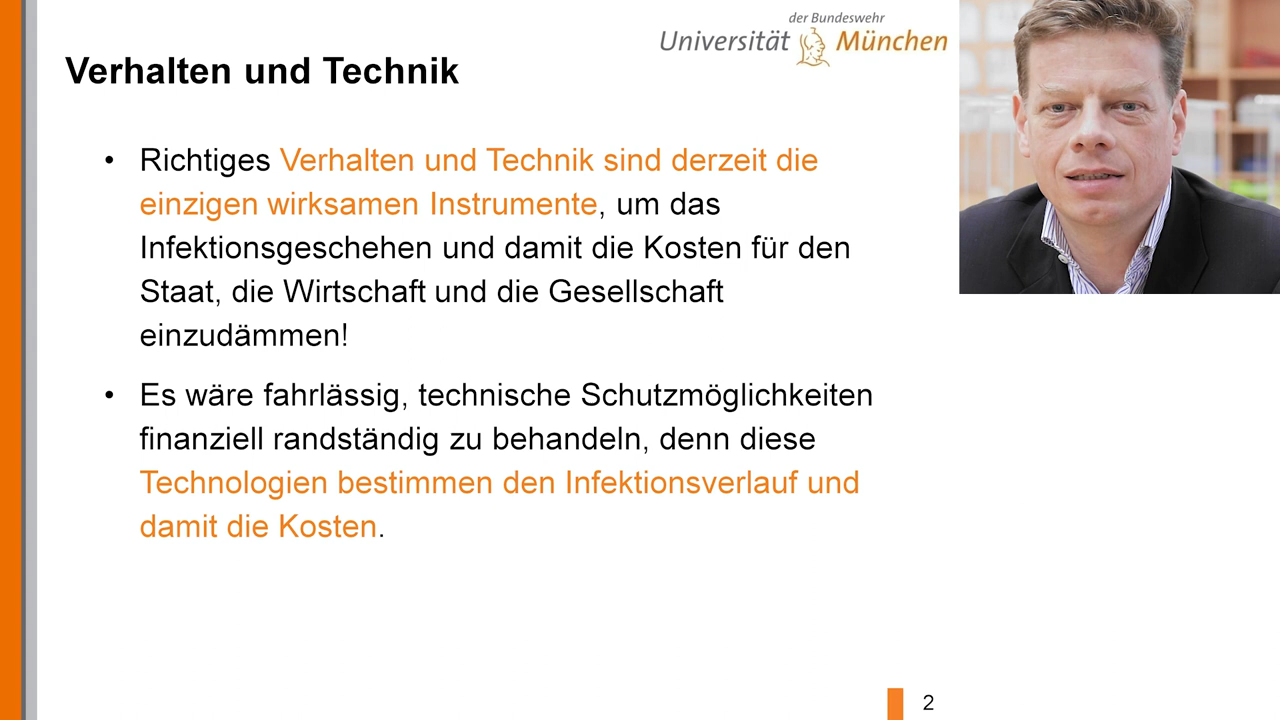 der Bundeswehr
Universität München
Verhalten und Technik
• Richtiges Verhalten und Technik sind derzeit die
einzigen wirksamen Instrumente, um das
Infektionsgeschehen und damit die Kosten für den
Staat, die Wirtschaft und die Gesellschaft
einzudämmen!
• Es wäre fahrlässig, technische Schutzmöglichkeiten
finanziell randständig zu behandeln, denn diese
Technologien bestimmen den Infektionsverlauf und
damit die Kosten.
2